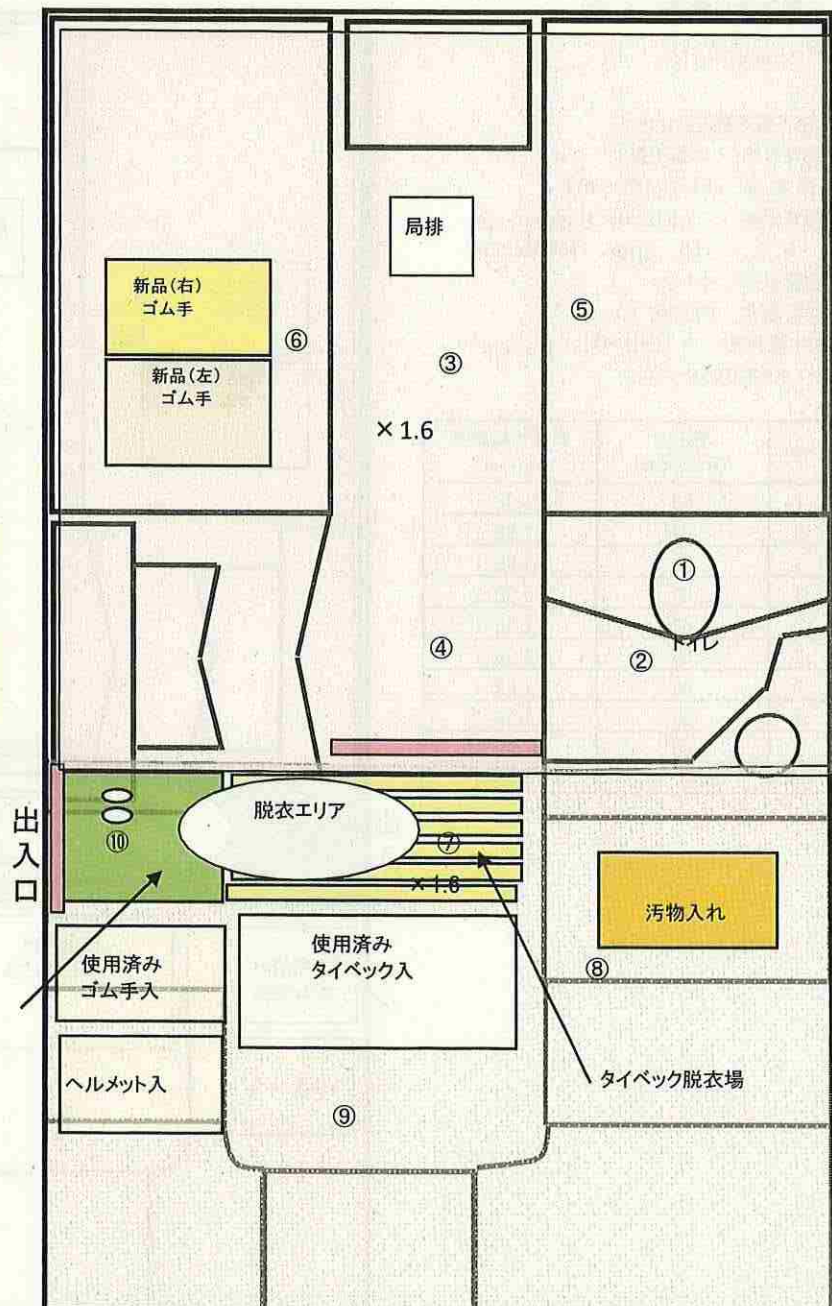 局排
新品(右)
ゴム手
⑥
⑤
③
新品(左)
ゴム手
×1.6
①
トイレ
②
④
出入口
脱衣エリア
⑩
⑦
×1.6
汚物入れ
使用済み
タイベック入
使用済み
ゴム手入
⑧
ヘルメット入
タイベック脱衣場
⑨